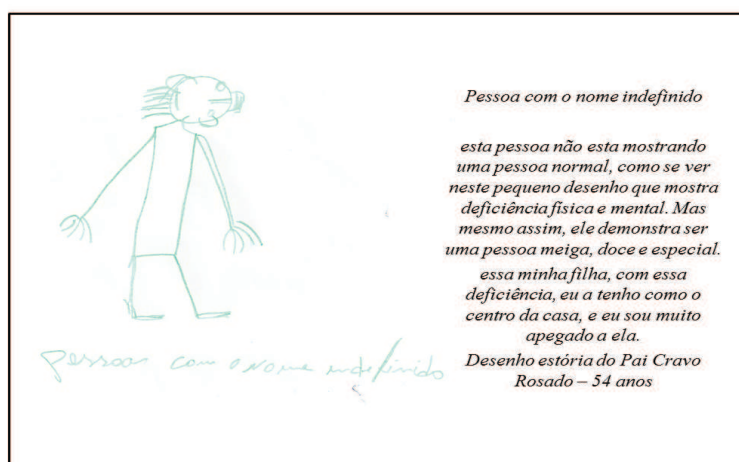 Pessoa com o nome indefinido
esta pessoa não esta mostrando
uma pessoa normal, como se ver
neste pequeno desenho que mostra
deficiência física e mental. Mas
mesmo assim, ele demonstra ser
uma pessoa meiga, doce e especial.
essa minha filha, com essa
deficiência, eu a tenho como o
centro da casa, e eu sou muito
apegado a ela.
Desenho estória do Pai Cravo
Rosado – 54 anos
pessoa com o nome indefinido